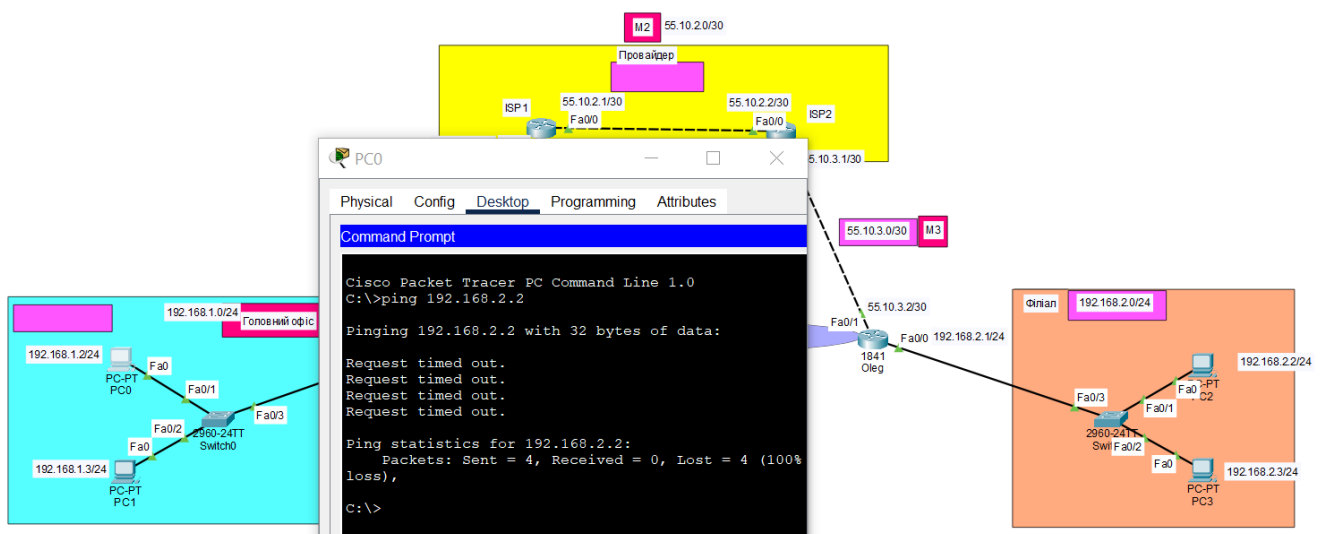 M2 55.10.2.0/30
Провайдер
ISP1
55.10.2.1/30
Fa0/0
55.10.2.2/30
Fa0/0
ISP2
5.10.3.1/30
PC0
Physical Config Desktop Programming Attributes
Command Prompt
Cisco Packet Tracer PC Command Line 1.0
C:\>ping 192.168.2.2
Pinging 192.168.2.2 with 32 bytes of data:
Request timed out.
Request timed out.
Request timed out.
Request timed out.
Ping statistics for 192.168.2.2:
Packets: Sent = 4, Received = 0, Lost = 4 (100%
loss),
C:\>
192.168.1.0/24
Головний офіс
192.168.1.2/24
Fa0
PC-PT
PC0
Fa0/1
Fa0/3
Fa0/2
2960-24TT
Switch0
Fa0
192.168.1.3/24
PC-PT
PC1
55.10.3.0/30 M3
55.10.3.2/30
Fa0/1
Fa0/0 192.168.2.1/24
1841
Oleg
Філіал
192.168.2.0/24
192.168.2.2/24
Fa0
-PT
C2
Fa0/3
Fa0/1
2960-24TT
Swi
Fa0/2
Fa0
192.168.2.3/24
PC-PT
PC3